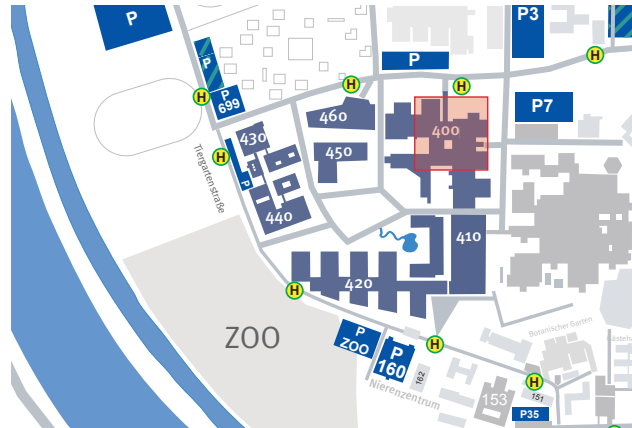 P
P3
H
P
P
H
H
H
P
699
P7
460
400
430
H
450
Tiergartenstraße
P
440
410
420
H
ZOO
P
ZOO
P
160
H
Botanischer Garten
162
Nierenzentrum
H
153
151
P35
H